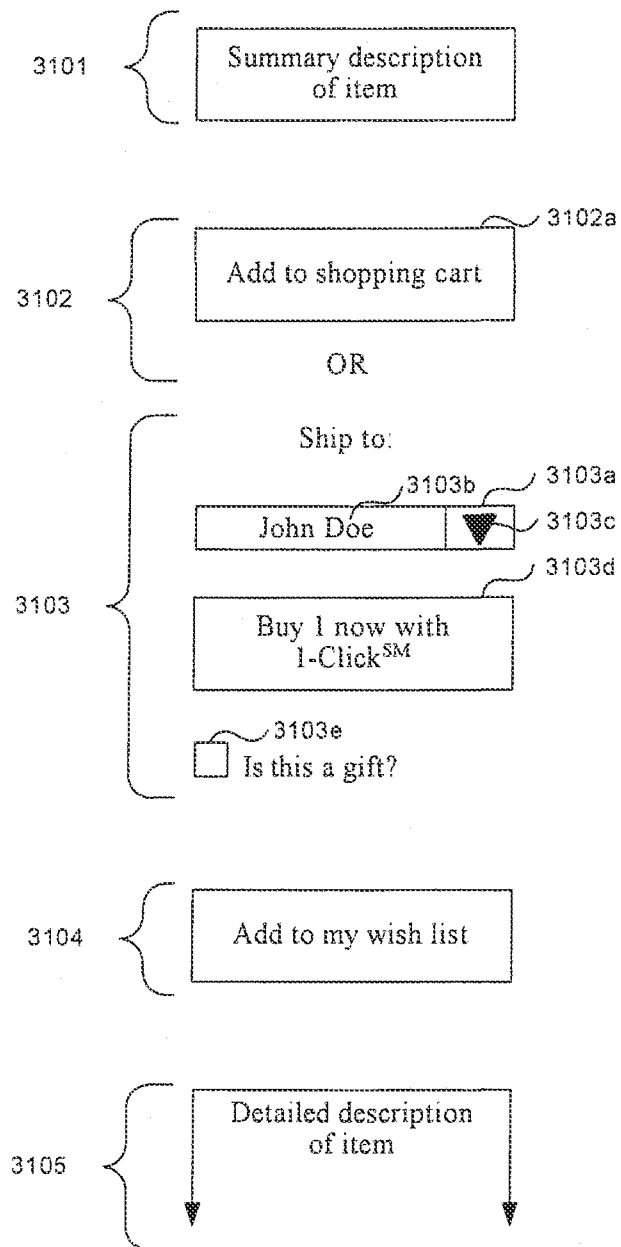 3101
Summary description
of item
3102a
3102
Add to shopping cart
OR
Ship to:
3103b
3103a
John Doe
3103c
3103d
3103
Buy 1 now with
1-Click℠
3103e
Is this a gift?
3104
Add to my wish list
Detailed description
of item
3105